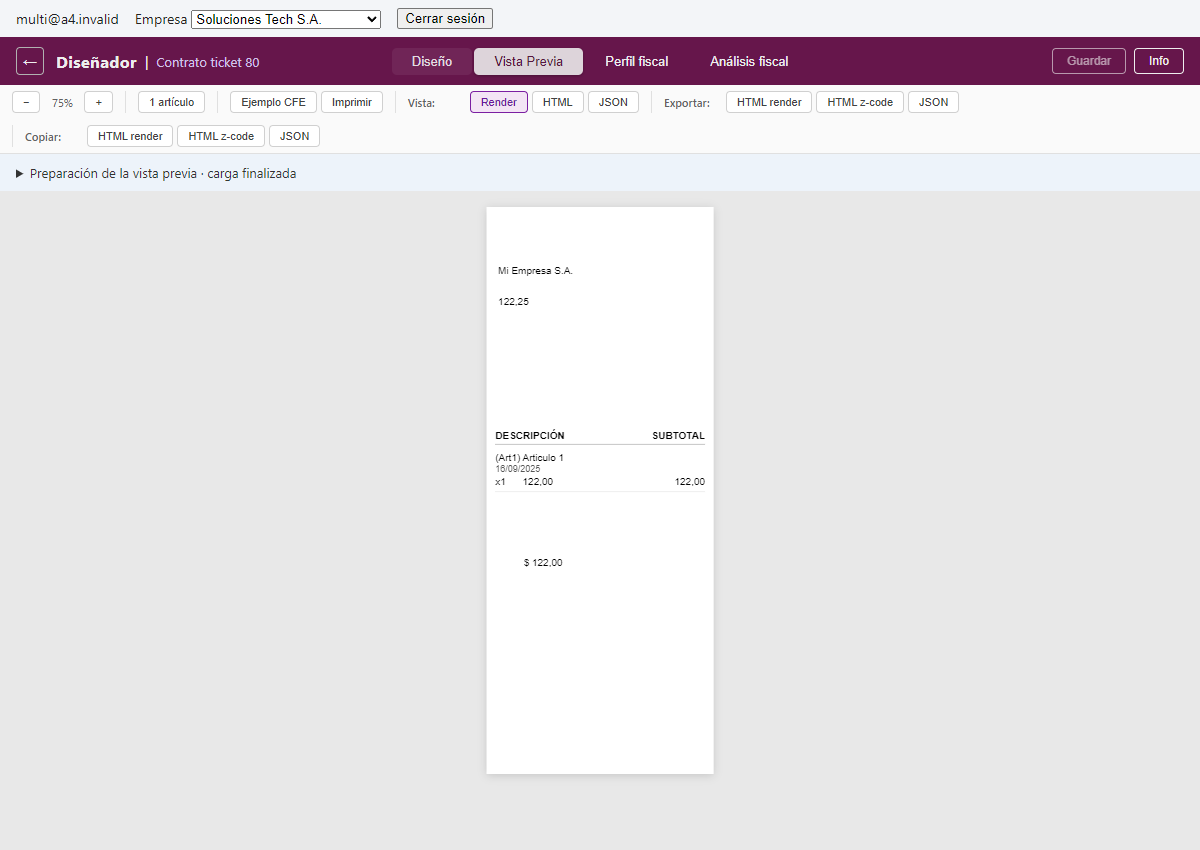 multi@a4.invalid Empresa Soluciones Tech S.A. Cerrar sesión
← Diseñador | Contrato ticket 80 Diseño Vista Previa Perfil fiscal Análisis fiscal Guardar Info
− 75% + 1 artículo Ejemplo CFE Imprimir Vista: Render HTML JSON Exportar: HTML render HTML z-code JSON
Copiar: HTML render HTML z-code JSON
▶ Preparación de la vista previa · carga finalizada
Mi Empresa S.A.
122,25
DESCRIPCIÓN SUBTOTAL
(Art1) Articulo 1
16/09/2025
x1 122,00 122,00
$ 122,00